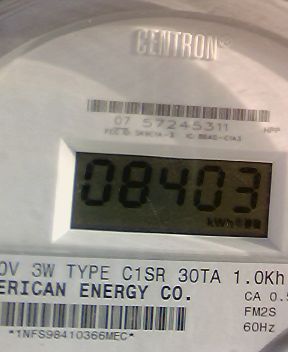 CENTRON®
07 57245311
08403
kWh
0V 3W TYPE C1SR 30TA 1.0Kh
ERICAN ENERGY CO. CA 0.5
FM2S
*1NFS98410366MEC* 60Hz